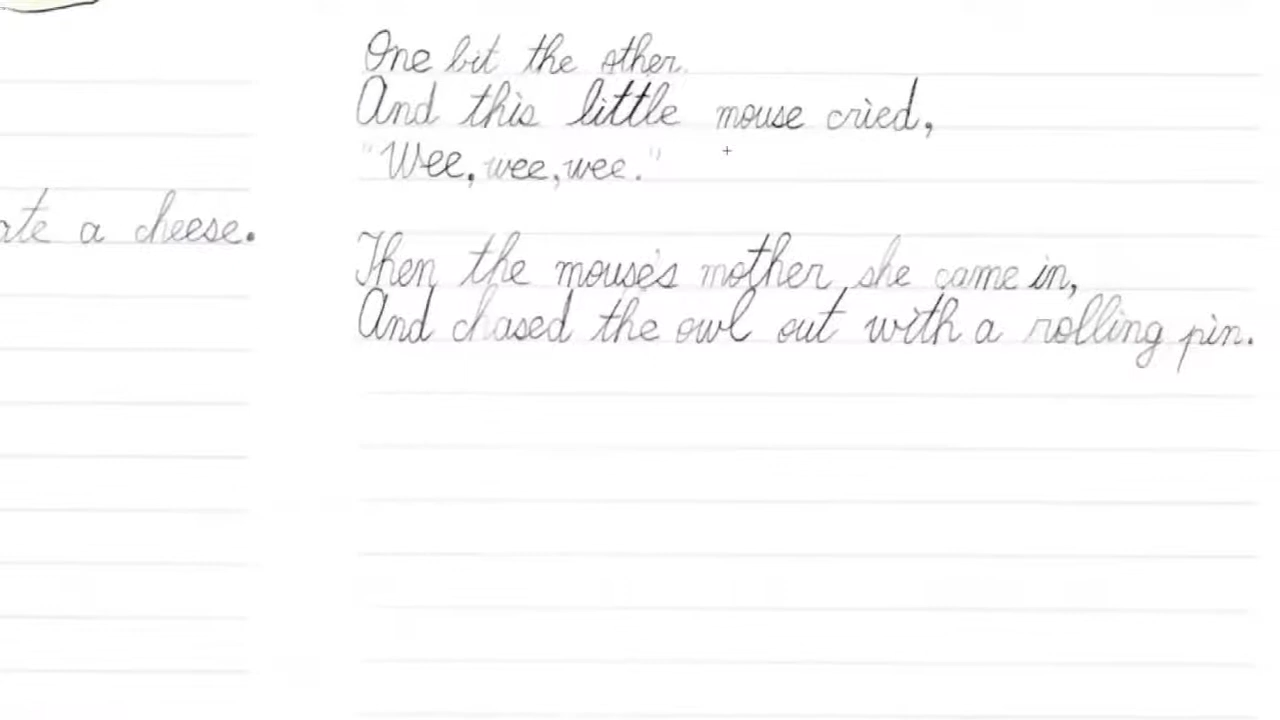 ate a cheese.
One bit the other.
And this little mouse cried,
"Wee, wee, wee."
Then the mouse's mother, she came in,
And chased the owl out with a rolling pin.